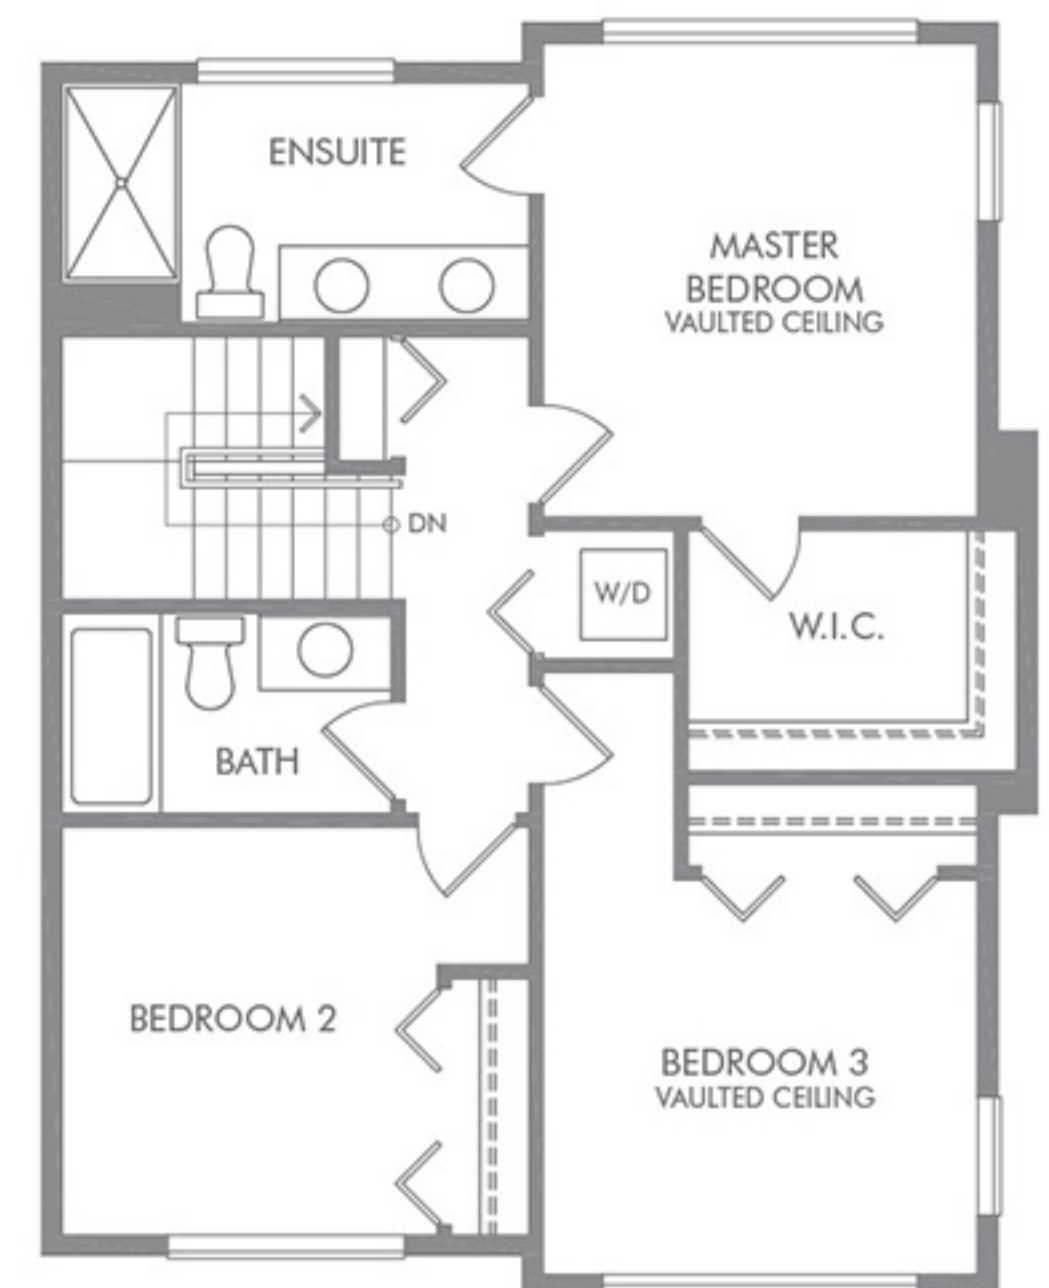 ENSUITE
MASTER
BEDROOM
VAULTED CEILING
DN
W/D
W.I.C.
BATH
BEDROOM 2
BEDROOM 3
VAULTED CEILING